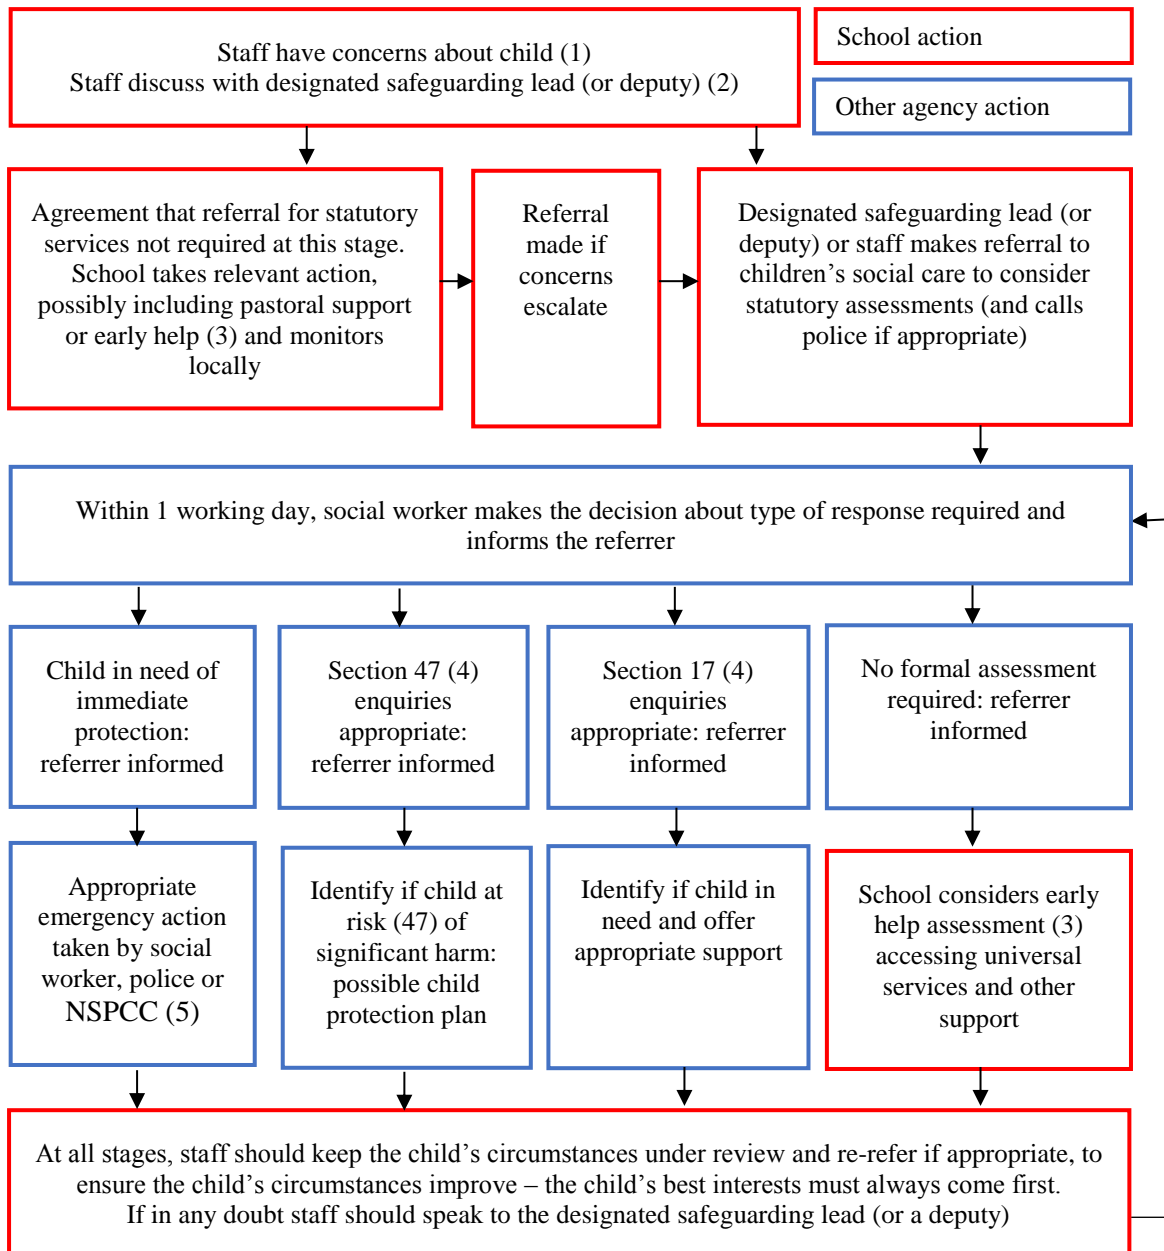 Staff have concerns about child (1)
Staff discuss with designated safeguarding lead (or deputy) (2)
School action
Other agency action
Agreement that referral for statutory
services not required at this stage.
School takes relevant action,
possibly including pastoral support
or early help (3) and monitors
locally
Referral
made if
concerns
escalate
Designated safeguarding lead (or
deputy) or staff makes referral to
children’s social care to consider
statutory assessments (and calls
police if appropriate)
Within 1 working day, social worker makes the decision about type of response required and
informs the referrer
Child in need of
immediate
protection:
referrer informed
Section 47 (4)
enquiries
appropriate:
referrer informed
Section 17 (4)
enquiries
appropriate: referrer
informed
No formal assessment
required: referrer
informed
Appropriate
emergency action
taken by social
worker, police or
NSPCC (5)
Identify if child at
risk (47) of
significant harm:
possible child
protection plan
Identify if child in
need and offer
appropriate support
School considers early
help assessment (3)
accessing universal
services and other
support
At all stages, staff should keep the child’s circumstances under review and re-refer if appropriate, to
ensure the child’s circumstances improve – the child’s best interests must always come first.
If in any doubt staff should speak to the designated safeguarding lead (or a deputy)